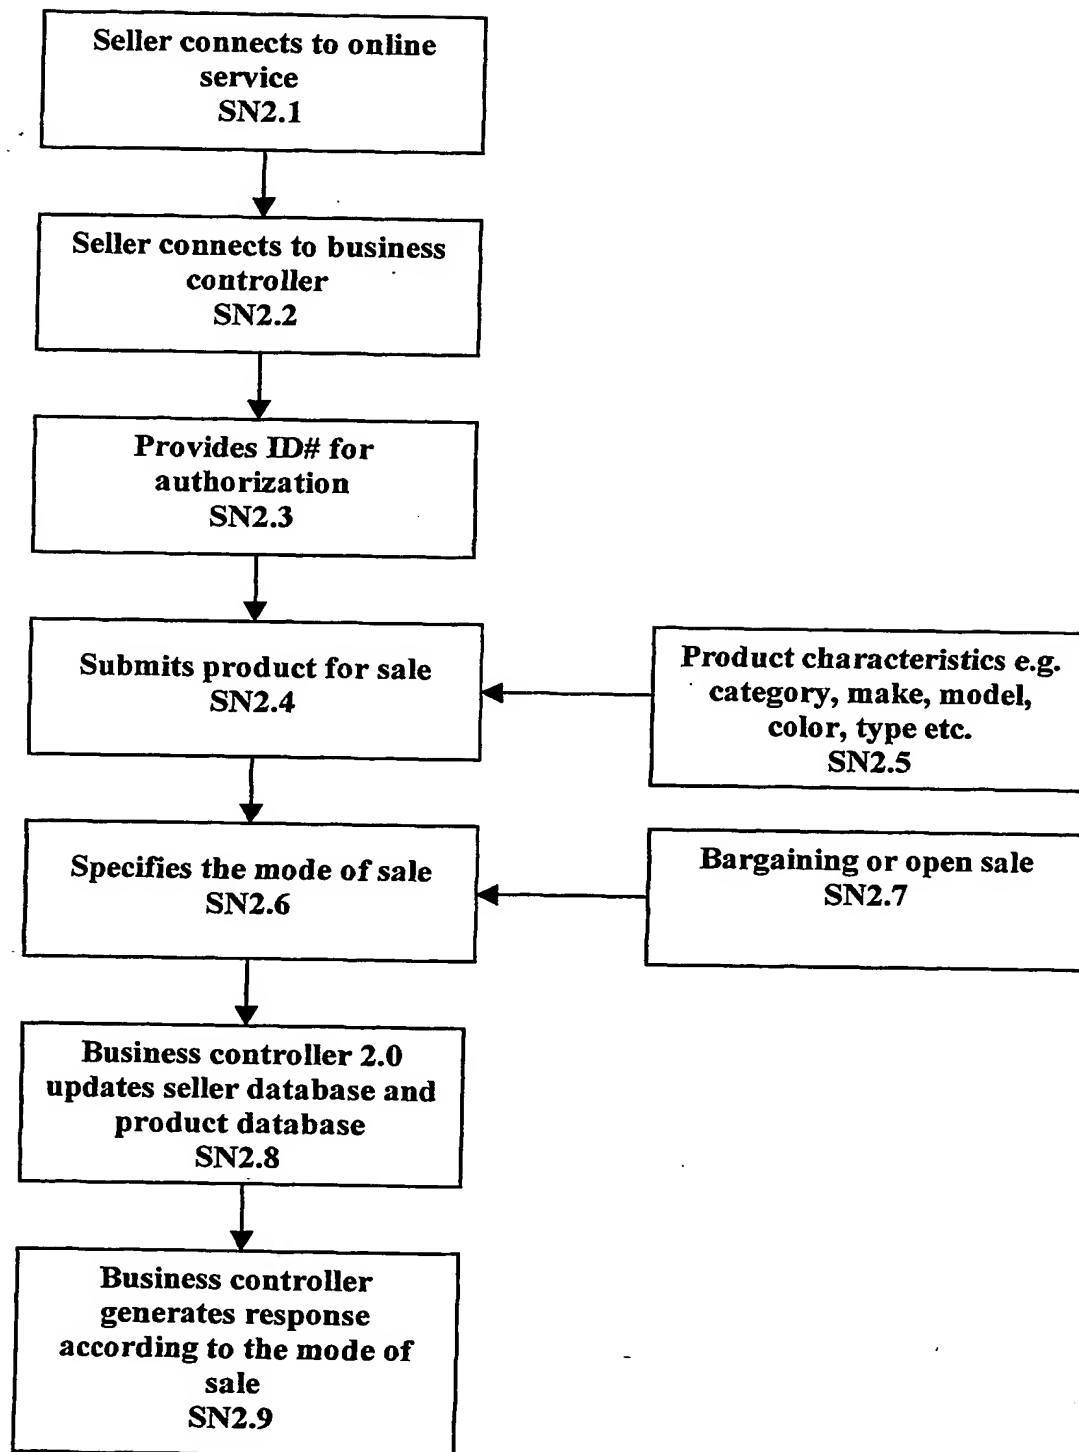 Seller connects to online
service
SN2.1
Seller connects to business
controller
SN2.2
Provides ID# for
authorization
SN2.3
Submits product for sale
SN2.4
Product characteristics e.g.
category, make, model,
color, type etc.
SN2.5
Specifies the mode of sale
SN2.6
Bargaining or open sale
SN2.7
Business controller 2.0
updates seller database and
product database
SN2.8
Business controller
generates response
according to the mode of
sale
SN2.9